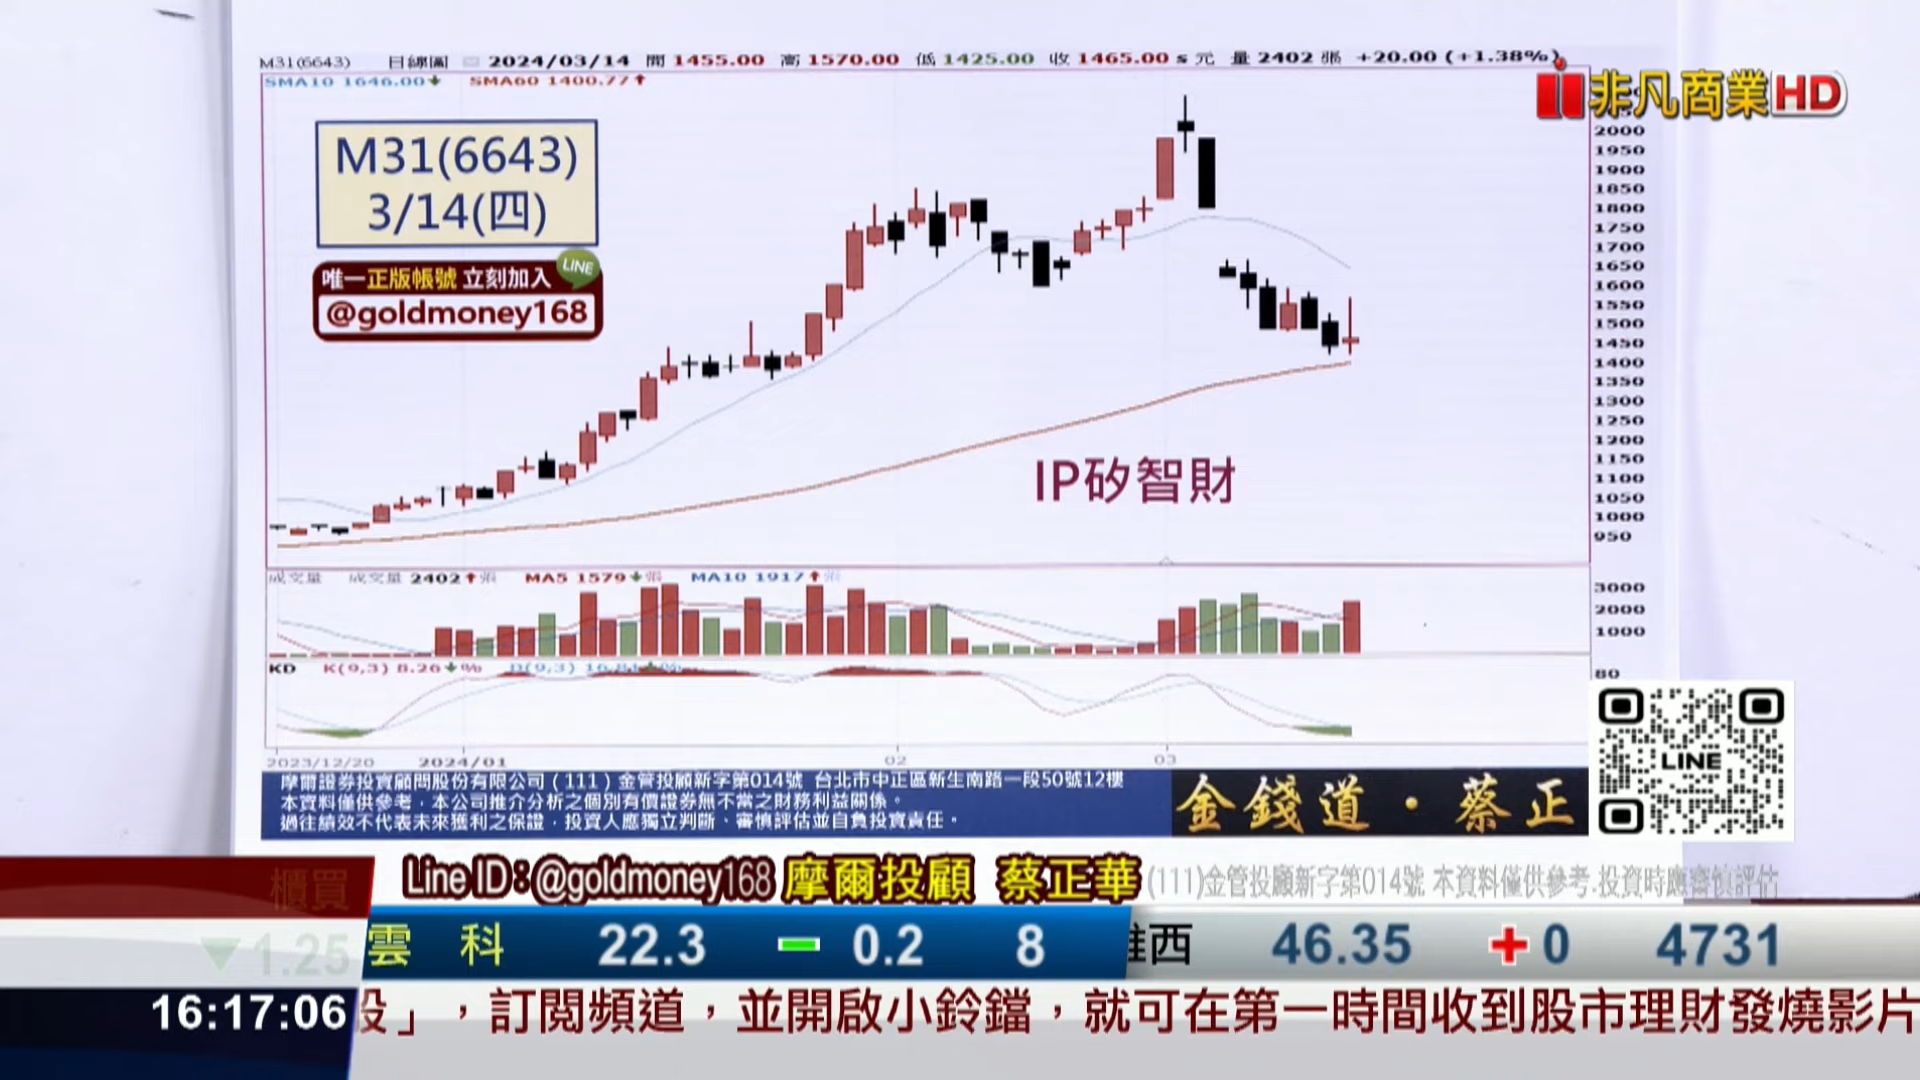 M31(6643) 日線圖 2024/03/14 開 1455.00 高 1570.00 低 1425.00 收 1465.00 s 元 量 2402 張 +20.00 (+1.38%)
SMA10 1646.00↓ SMA60 1400.77↑
非凡商業HD
M31(6643)
3/14(四)
唯一正版帳號 立刻加入
LINE
@goldmoney168
2000
1950
1900
1850
1800
1750
1700
1650
1600
1550
1500
1450
1400
1350
1300
1250
1200
1150
1100
1050
1000
950
IP矽智財
成交量 成交量 2402↑張 MA5 1579↓張 MA10 1917↑張
3000
2000
1000
KD K(9,3) 8.26↓% D(9,3) 16.81↓%
80
2023/12/20 2024/01 02 03
LINE
摩爾證券投資顧問股份有限公司(111)金管投顧新字第014號 台北市中正區新生南路一段50號12樓
本資料僅供參考,本公司推介分析之個別有價證券無不當之財務利益關係。
過往績效不代表未來獲利之保證,投資人應獨立判斷、審慎評估並自負投資責任。
金錢道·蔡正
櫃買
Line ID:@goldmoney168 摩爾投顧 蔡正華 (111)金管投顧新字第014號 本資料僅供參考.投資時應審慎評估
▼1.25 雲 科 22.3 - 0.2 8 西 46.35 +0 4731
16:17:06 」,訂閱頻道,並開啟小鈴鐺,就可在第一時間收到股市理財發燒影片